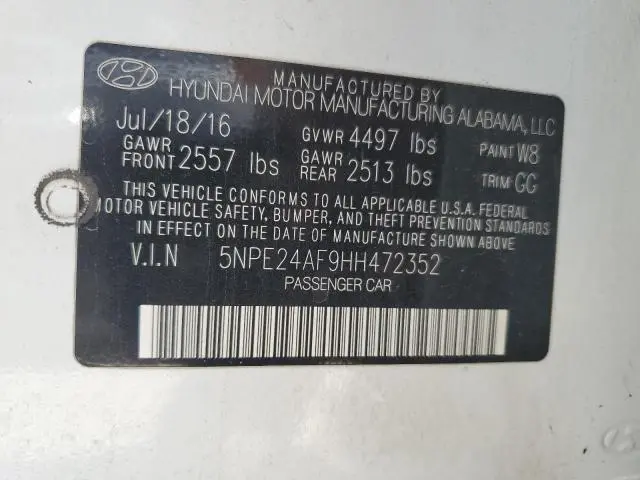 MANUFACTURED BY
HYUNDAI MOTOR MANUFACTURING ALABAMA, LLC
Jul/18/16 GVWR 4497 lbs PAINT W8
GAWR FRONT 2557 lbs GAWR REAR 2513 lbs TRIM GG
THIS VEHICLE CONFORMS TO ALL APPLICABLE U.S.A. FEDERAL
MOTOR VEHICLE SAFETY, BUMPER, AND THEFT PREVENTION STANDARDS
IN EFFECT ON THE DATE OF MANUFACTURE SHOWN ABOVE.
V.I.N 5NPE24AF9HH472352
PASSENGER CAR